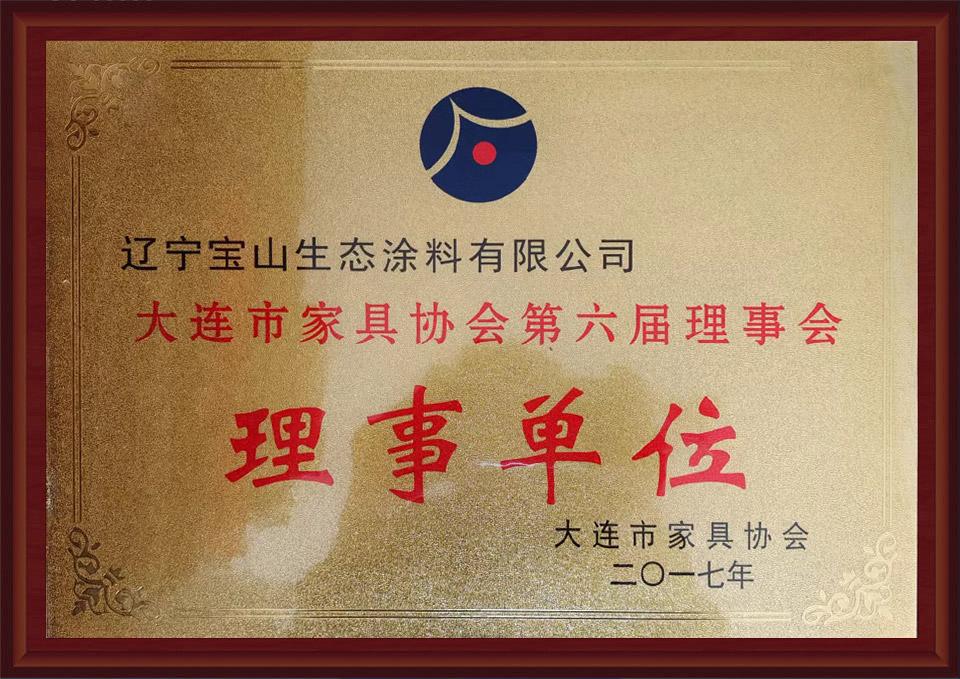 辽宁宝山生态涂料有限公司
大连市家具协会第六届理事会
理事单位
大连市家具协会
二〇一七年